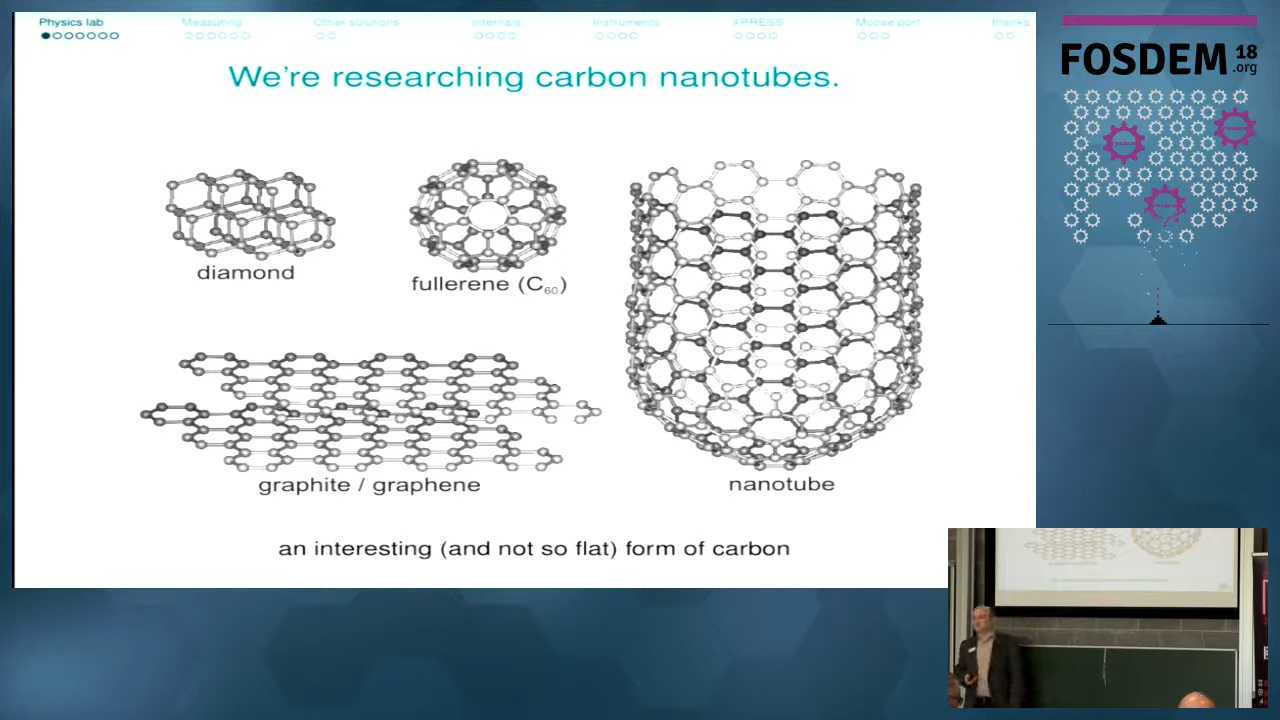 Physics lab
Measuring
Other solutions
Internals
Instruments
XPRESS
Moose port
thanks
We're researching carbon nanotubes.
diamond
fullerene (C60)
graphite / graphene
nanotube
an interesting (and not so flat) form of carbon
FOSDEM 18
.org